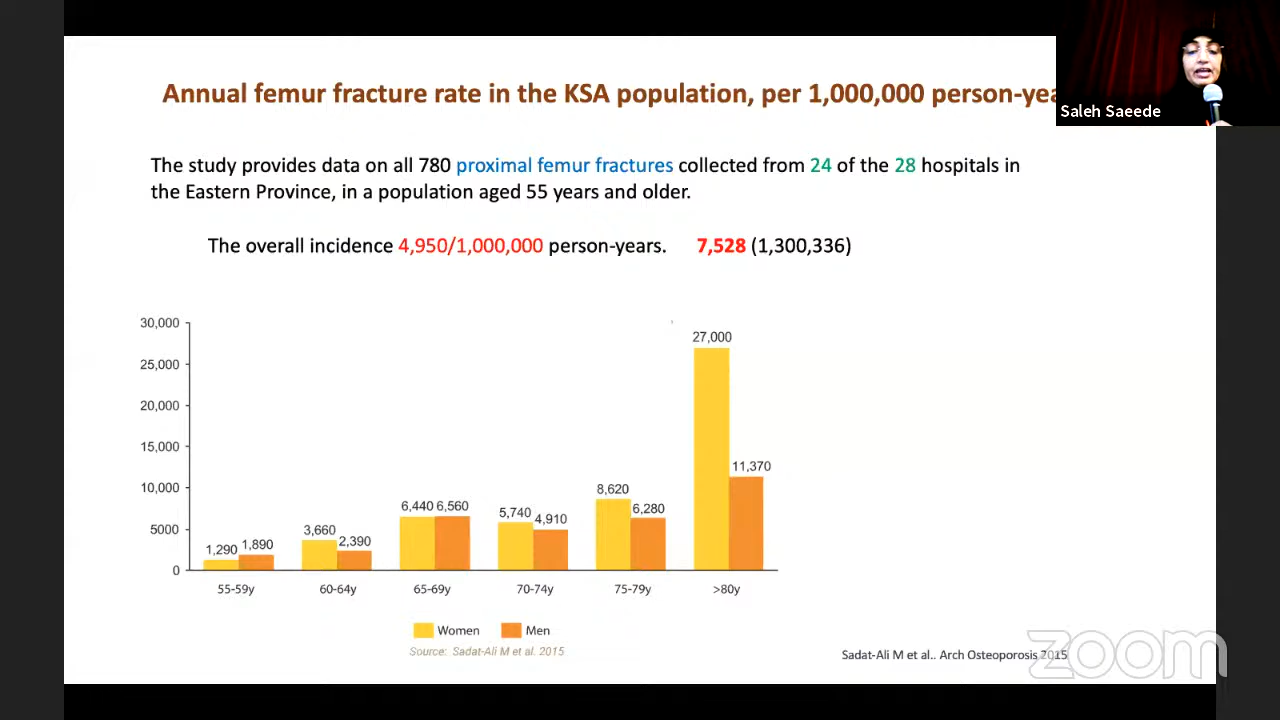 Annual femur fracture rate in the KSA population, per 1,000,000 person-yea
Saleh Saeede
The study provides data on all 780 proximal femur fractures collected from 24 of the 28 hospitals in
the Eastern Province, in a population aged 55 years and older.
The overall incidence 4,950/1,000,000 person-years. 7,528 (1,300,336)
30,000
25,000
20,000
15,000
10,000
5000
0
1,290 1,890
3,660 2,390
6,440 6,560
5,740 4,910
8,620 6,280
27,000 11,370
55-59y 60-64y 65-69y 70-74y 75-79y >80y
Women Men
Source: Sadat-Ali M et al. 2015
Sadat-Ali M et al.. Arch Osteoporosis 2015
zoom